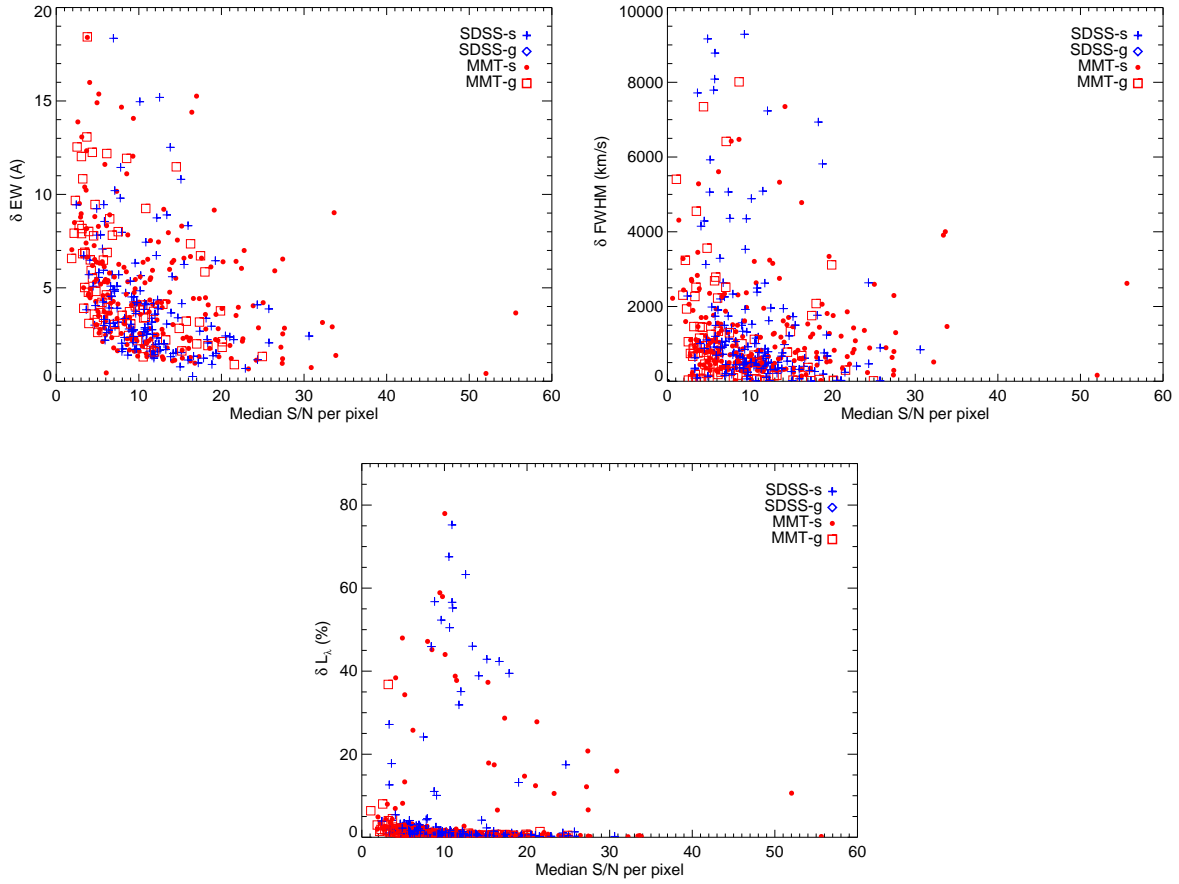 20
15
10
5
0
δ EW (A)
SDSS-s
SDSS-g
MMT-s
MMT-g
0 10 20 30 40 50 60
Median S/N per pixel
10000
8000
6000
4000
2000
0
δ FWHM (km/s)
SDSS-s
SDSS-g
MMT-s
MMT-g
0 10 20 30 40 50 60
Median S/N per pixel
80
60
40
20
0
δ Lλ (%)
SDSS-s
SDSS-g
MMT-s
MMT-g
0 10 20 30 40 50 60
Median S/N per pixel